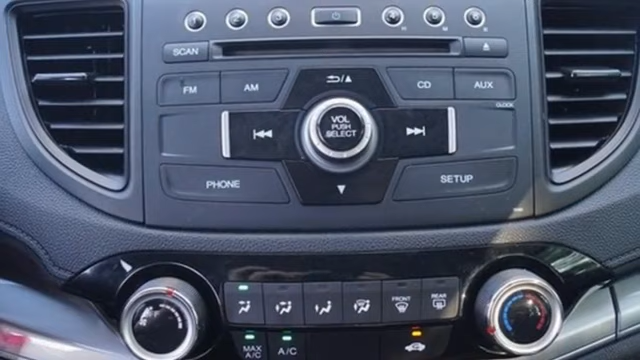 SCAN
FM
AM
CD
AUX
CLOCK
VOL
PUSH
SELECT
PHONE
SETUP
FRONT
REAR
MAX
A/C
A/C